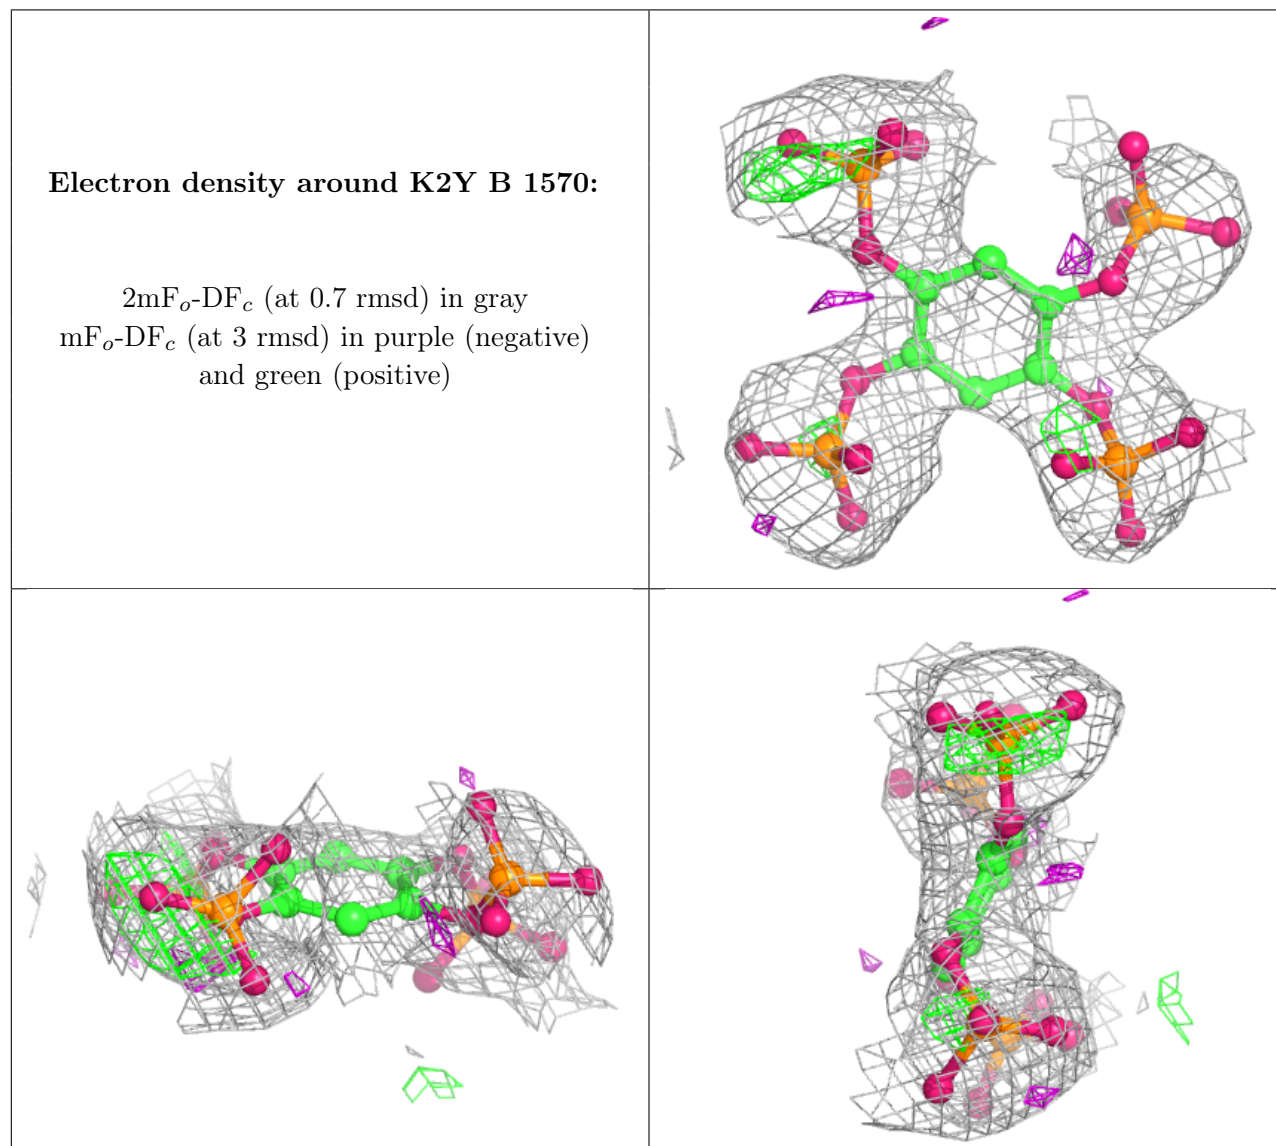 Electron density around K2Y B 1570:
2mFo-DFc (at 0.7 rmsd) in gray
mFo-DFc (at 3 rmsd) in purple (negative)
and green (positive)